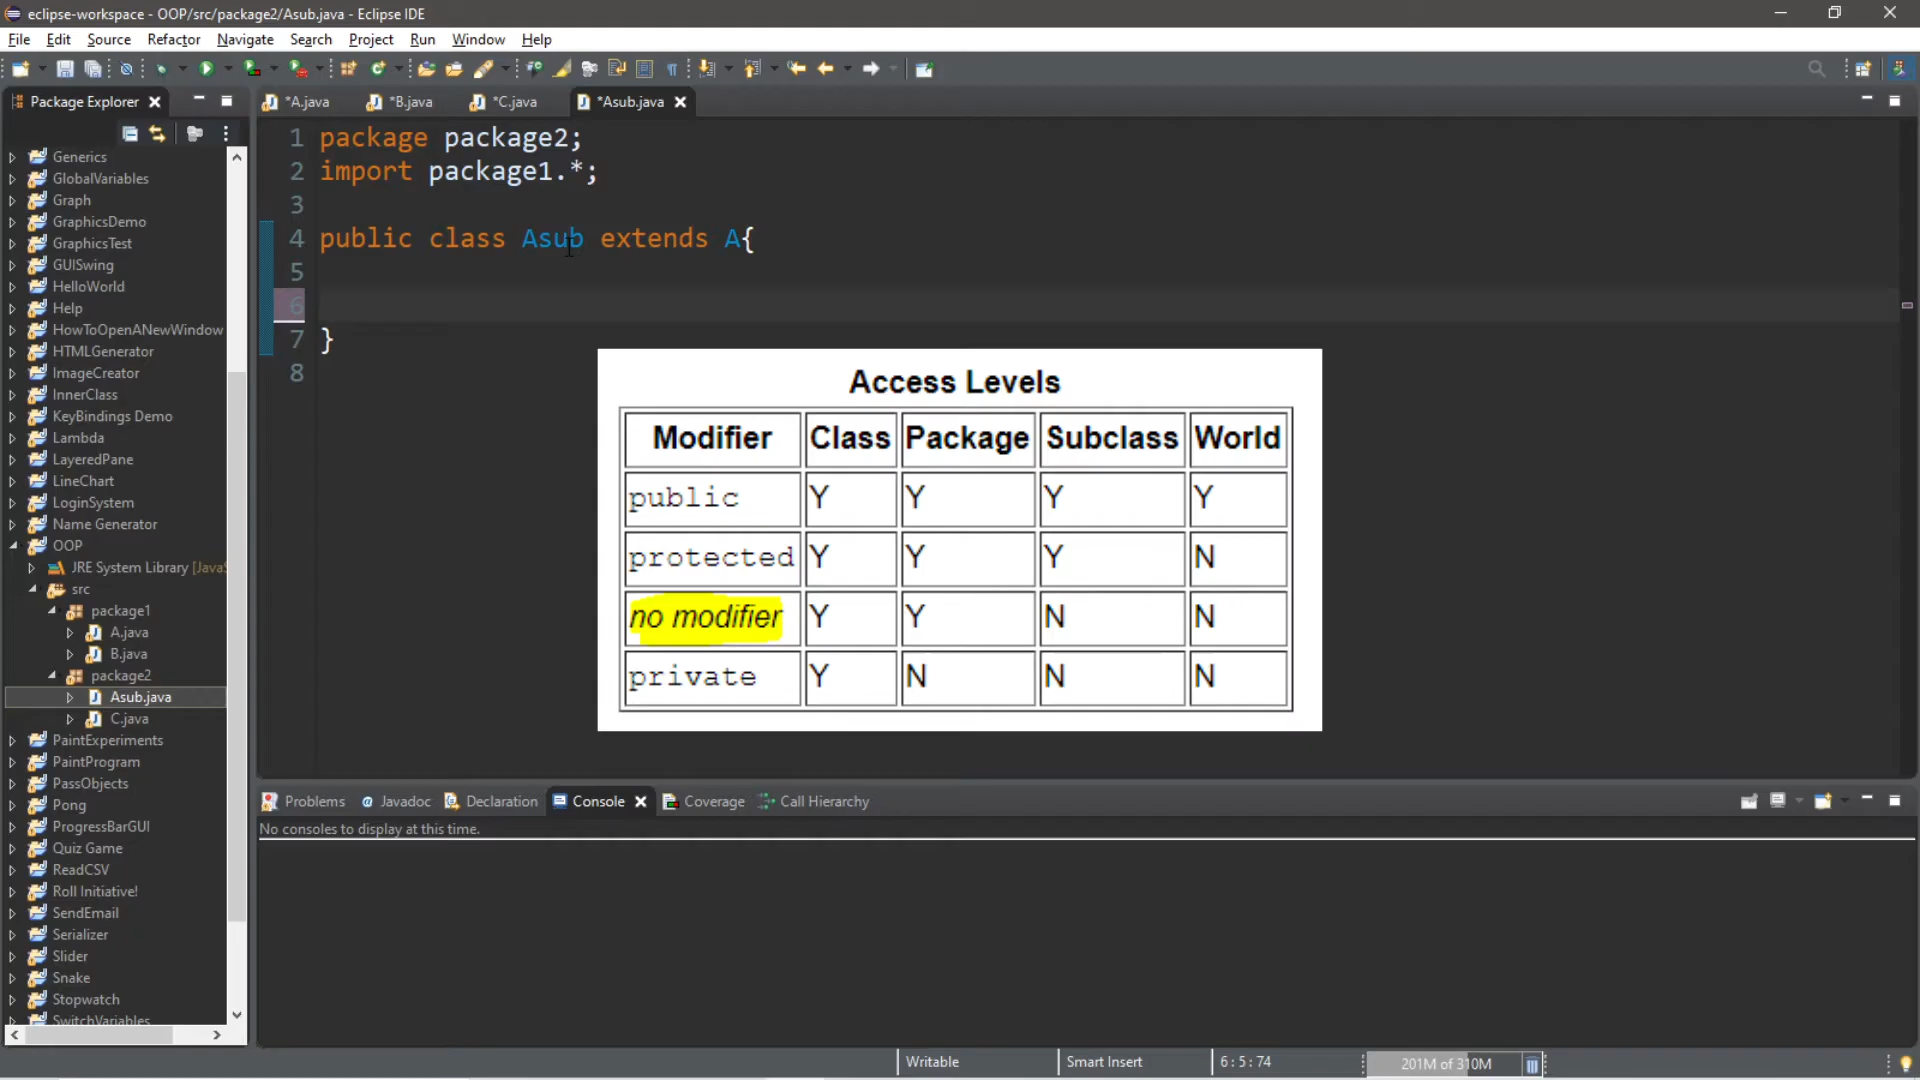 eclipse-workspace - OOP/src/package2/Asub.java - Eclipse IDE
File Edit Source Refactor Navigate Search Project Run Window Help
Package Explorer
*A.java *B.java *C.java *Asub.java
Generics
GlobalVariables
Graph
GraphicsDemo
GraphicsTest
GUISwing
HelloWorld
Help
HowToOpenANewWindow
HTMLGenerator
ImageCreator
InnerClass
KeyBindings Demo
Lambda
LayeredPane
LineChart
LoginSystem
Name Generator
OOP
JRE System Library [JavaS
src
package1
A.java
B.java
package2
Asub.java
C.java
PaintExperiments
PaintProgram
PassObjects
Pong
ProgressBarGUI
Quiz Game
ReadCSV
Roll Initiative!
SendEmail
Serializer
Slider
Snake
Stopwatch
SwitchVariables
1 package package2;
2 import package1.*;
3
4 public class Asub extends A{
5
6
7 }
8
Access Levels
Modifier Class Package Subclass World
public Y Y Y Y
protected Y Y Y N
no modifier Y Y N N
private Y N N N
Problems Javadoc Declaration Console Coverage Call Hierarchy
No consoles to display at this time.
Writable Smart Insert 6 : 5 : 74 201M of 310M